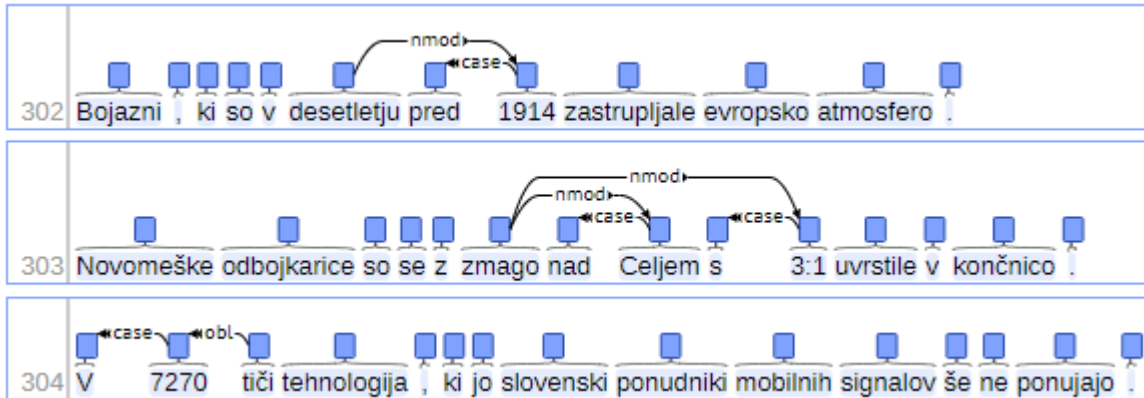 nmod
case
302 Bojazni , ki so v desetletju pred 1914 zastrupljale evropsko atmosfero .
nmod
nmod
case case
303 Novomeške odbojkarice so se z zmago nad Celjem s 3:1 uvrstile v končnico .
case obl
304 V 7270 tiči tehnologija , ki jo slovenski ponudniki mobilnih signalov še ne ponujajo .